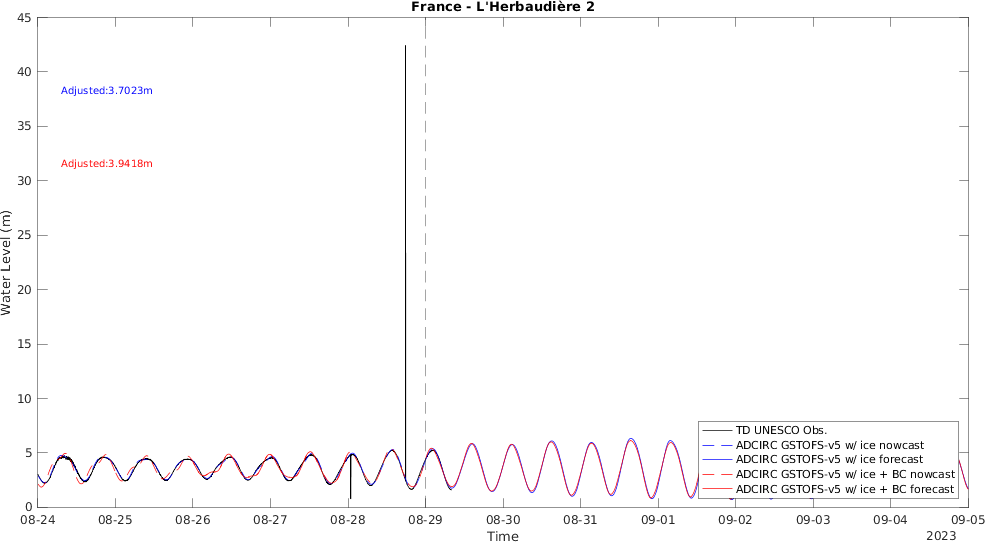 France - L'Herbaudière 2
45
40
35
30
25
20
15
10
5
0
Water Level (m)
Adjusted:3.7023m
Adjusted:3.9418m
TD UNESCO Obs.
ADCIRC GSTOFS-v5 w/ ice nowcast
ADCIRC GSTOFS-v5 w/ ice forecast
ADCIRC GSTOFS-v5 w/ ice + BC nowcast
ADCIRC GSTOFS-v5 w/ ice + BC forecast
08-24 08-25 08-26 08-27 08-28 08-29 08-30 08-31 09-01 09-02 09-03 09-04 09-05
Time
2023